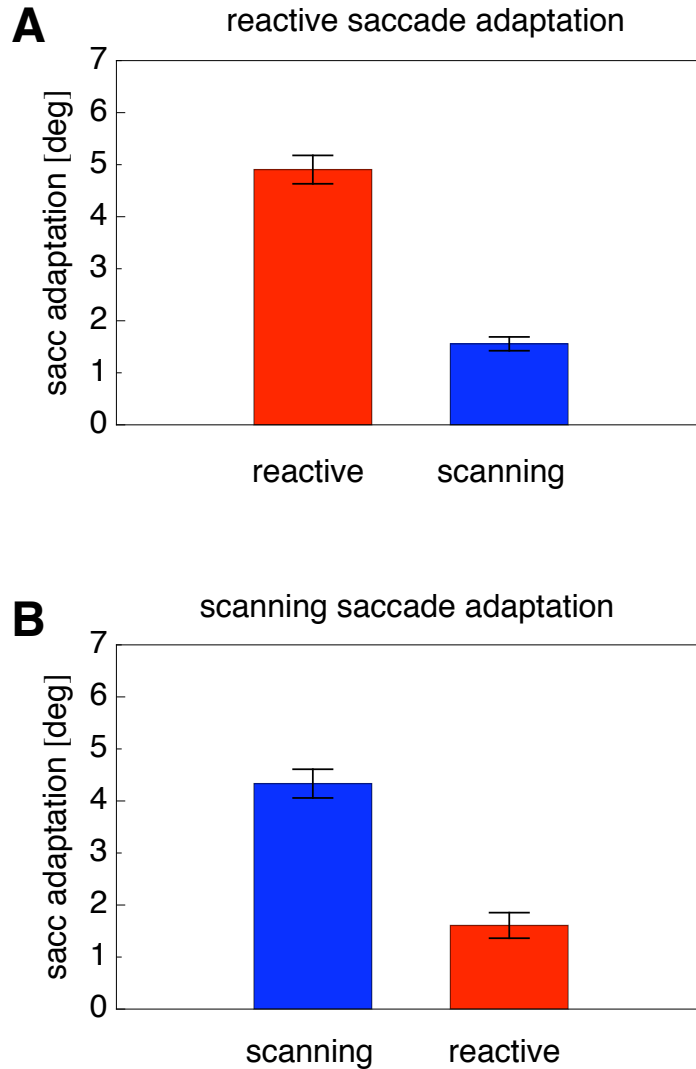 A
reactive saccade adaptation
sacc adaptation [deg]
7
6
5
4
3
2
1
0
reactive scanning
B
scanning saccade adaptation
sacc adaptation [deg]
7
6
5
4
3
2
1
0
scanning reactive